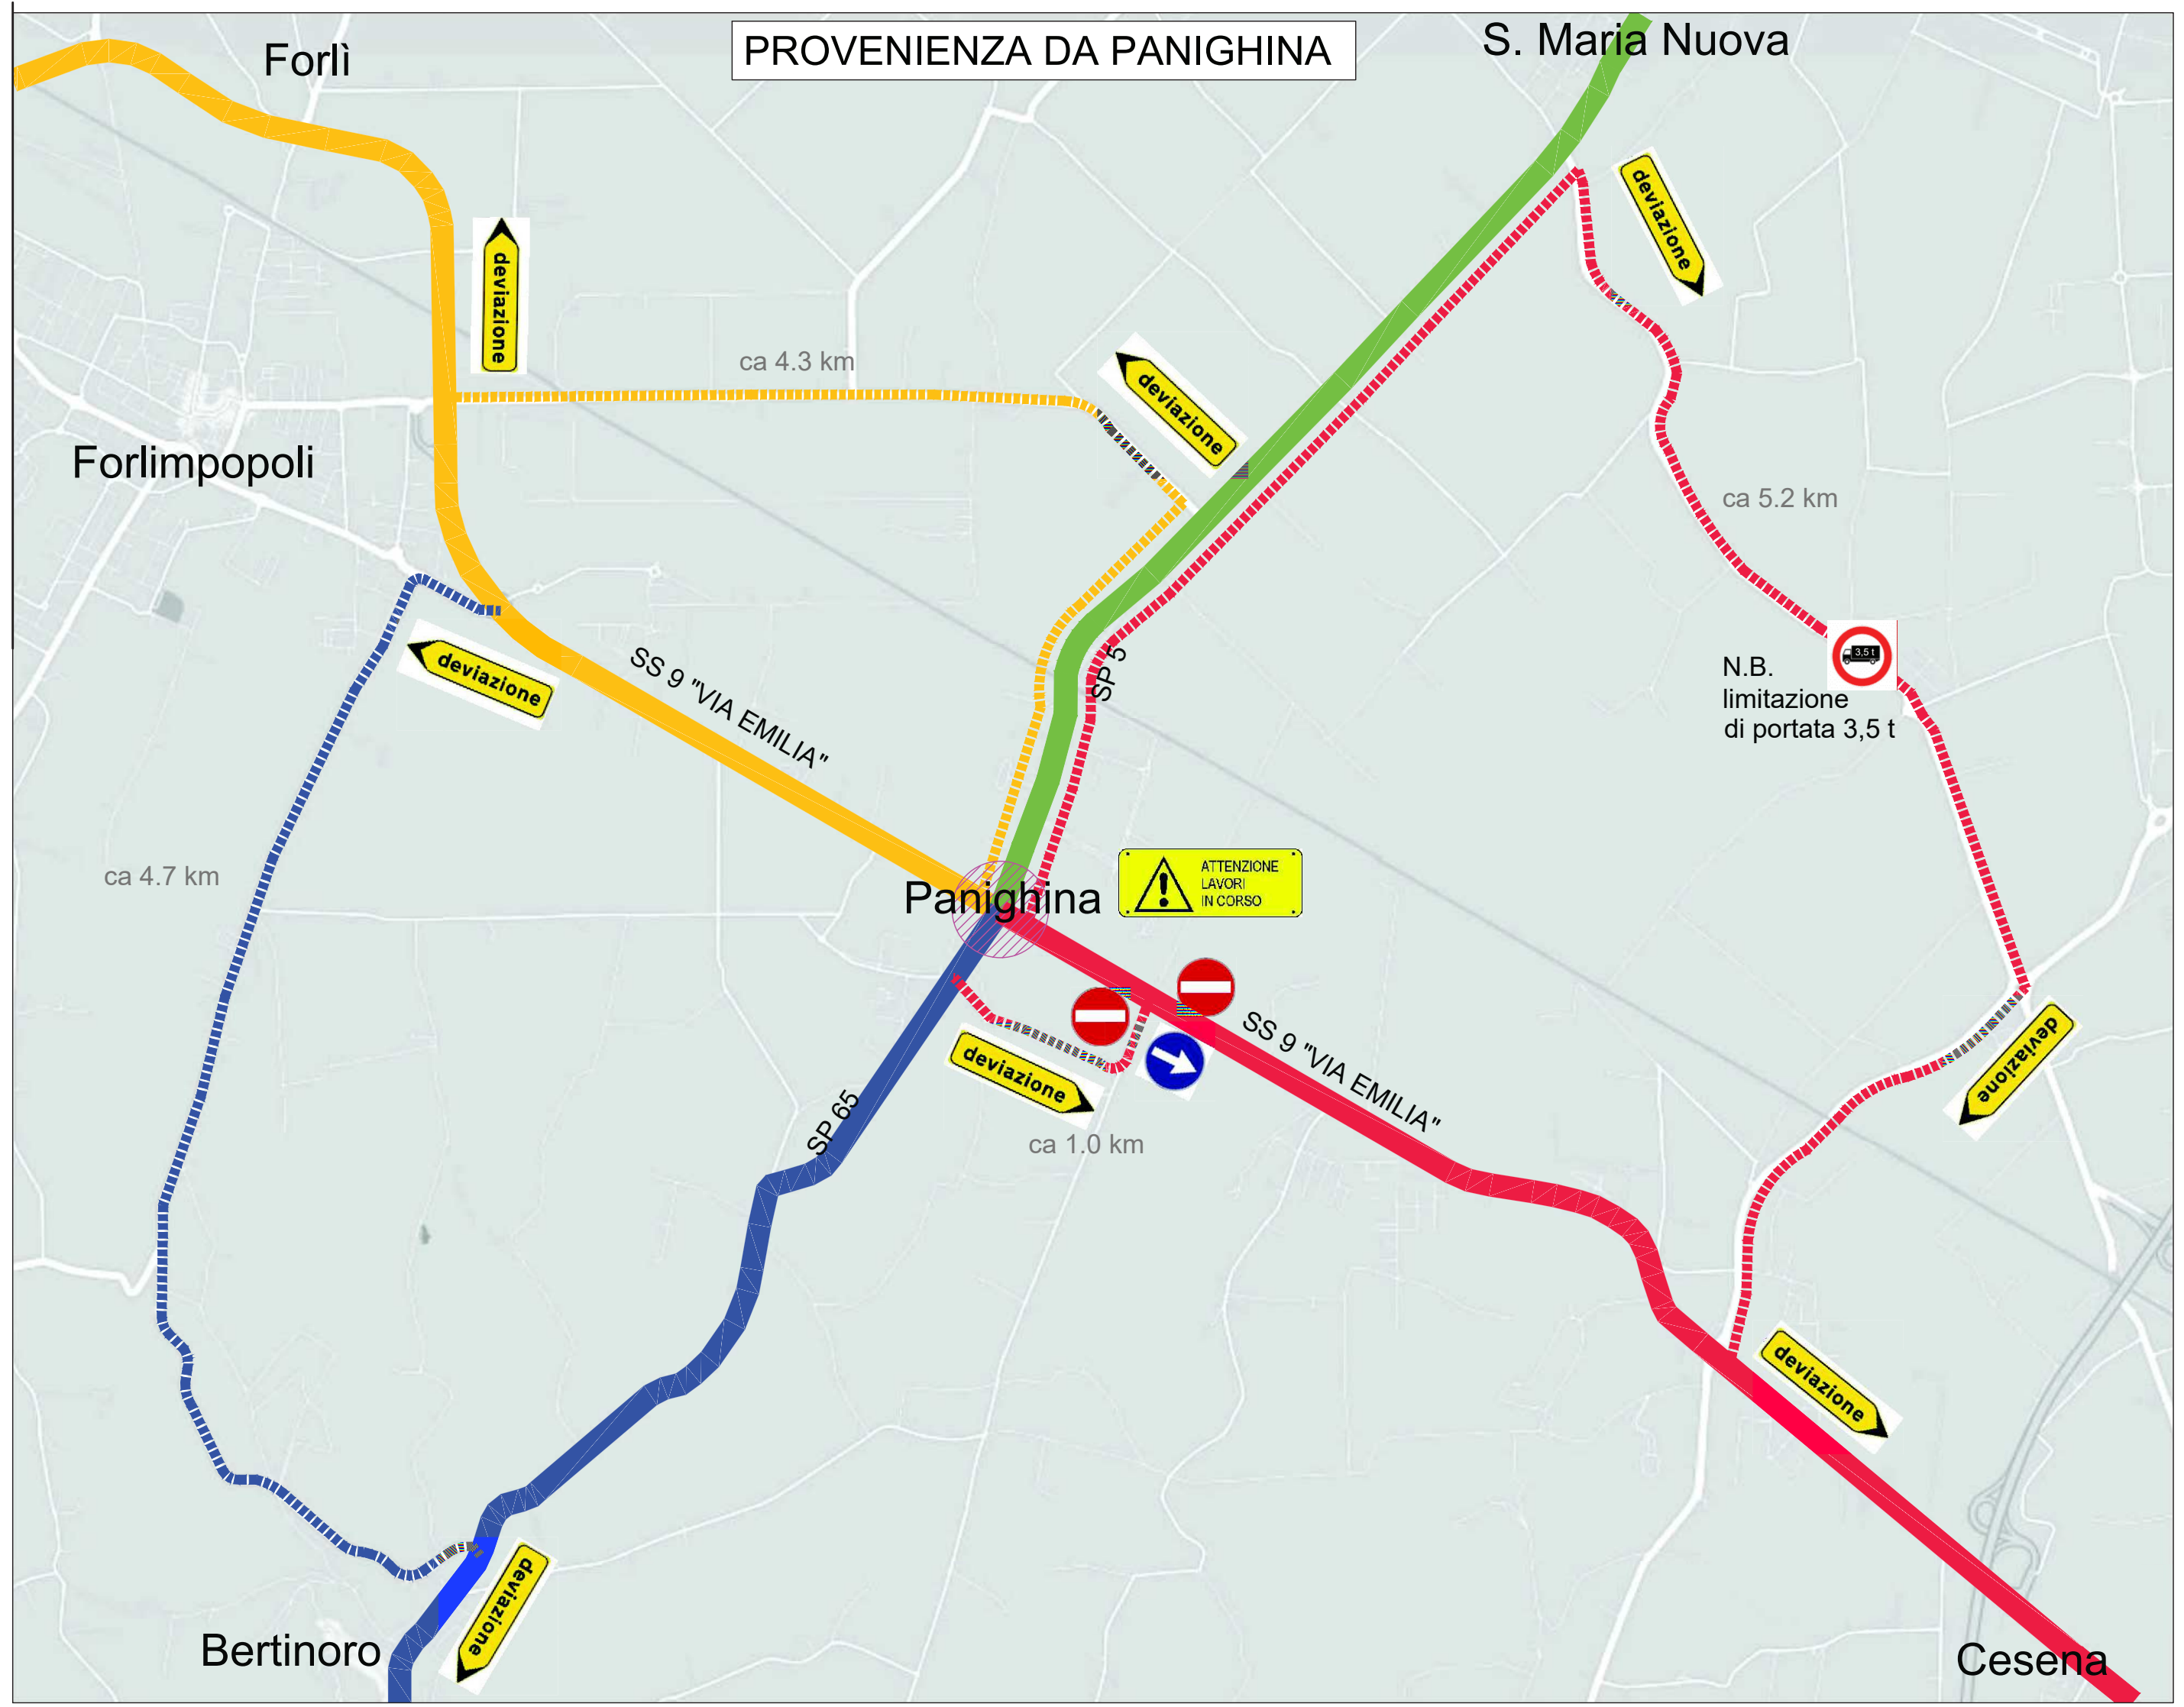 PROVENIENZA DA PANIGHINA
S. Maria Nuova
Forlì
deviazione
deviazione
ca 4.3 km
deviazione
Forlimpopoli
ca 5.2 km
deviazione
SS 9 "VIA EMILIA"
SP 5
3,5 t
N.B.
limitazione
di portata 3,5 t
ca 4.7 km
Panighina
ATTENZIONE
LAVORI
IN CORSO
SS 9 "VIA EMILIA"
deviazione
deviazione
SP 65
ca 1.0 km
deviazione
deviazione
Bertinoro
Cesena